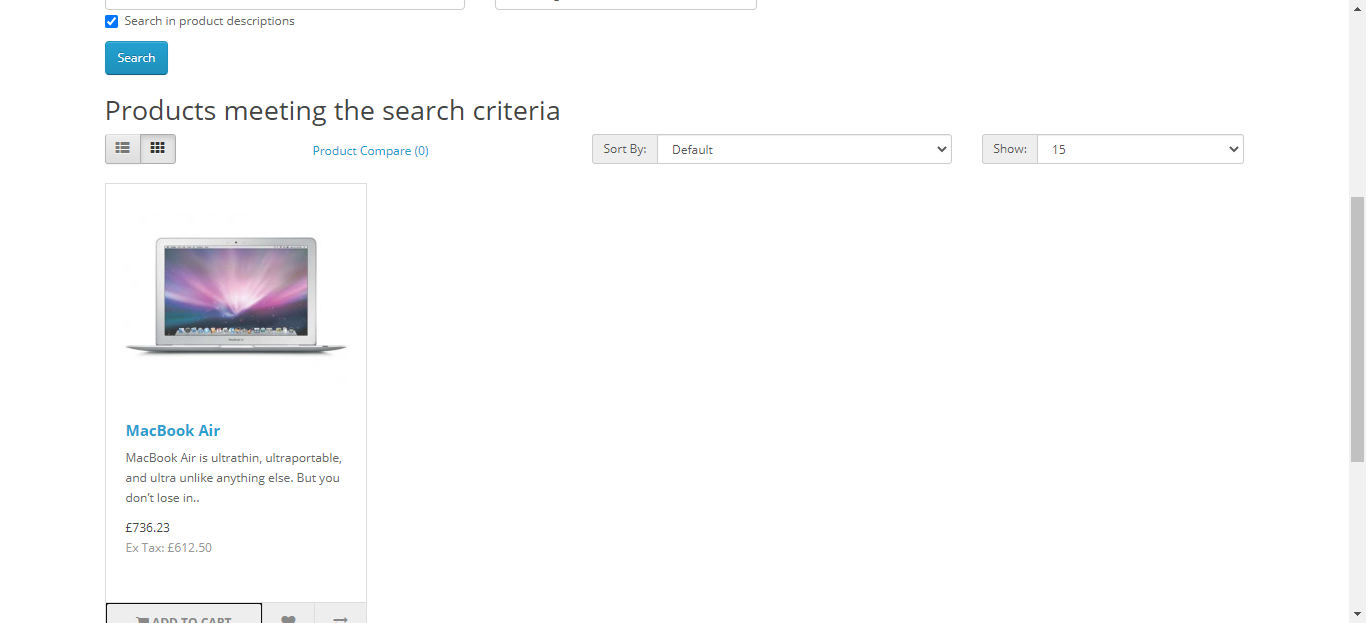 Search in product descriptions
Search
Products meeting the search criteria
Product Compare (0)
Sort By:
Default
Show:
15
MacBook Air
MacBook Air is ultrathin, ultraportable,
and ultra unlike anything else. But you
don't lose in..
£736.23
Ex Tax: £612.50
ADD TO CART